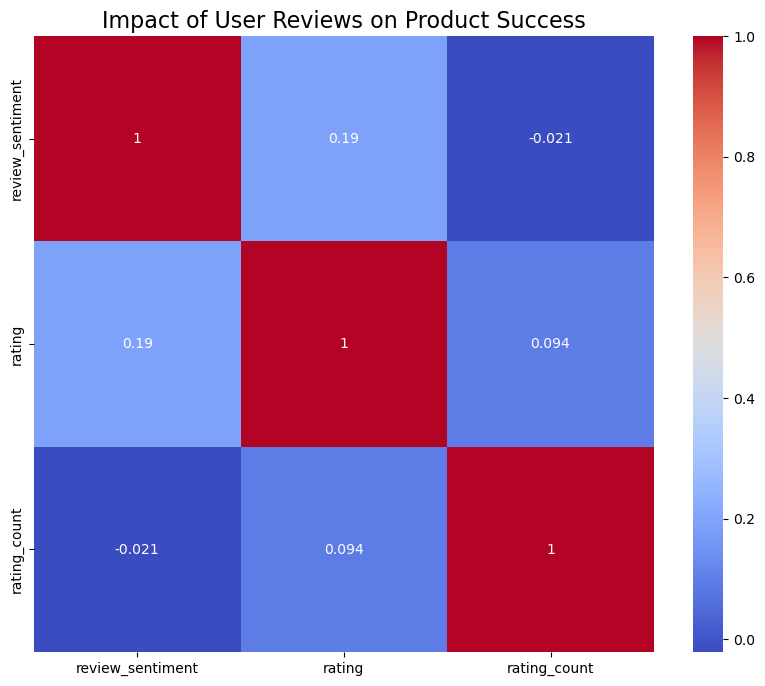 Impact of User Reviews on Product Success
review_sentiment
1
0.19
-0.021
rating
0.19
1
0.094
rating_count
-0.021
0.094
1
review_sentiment
rating
rating_count
1.0
0.8
0.6
0.4
0.2
0.0